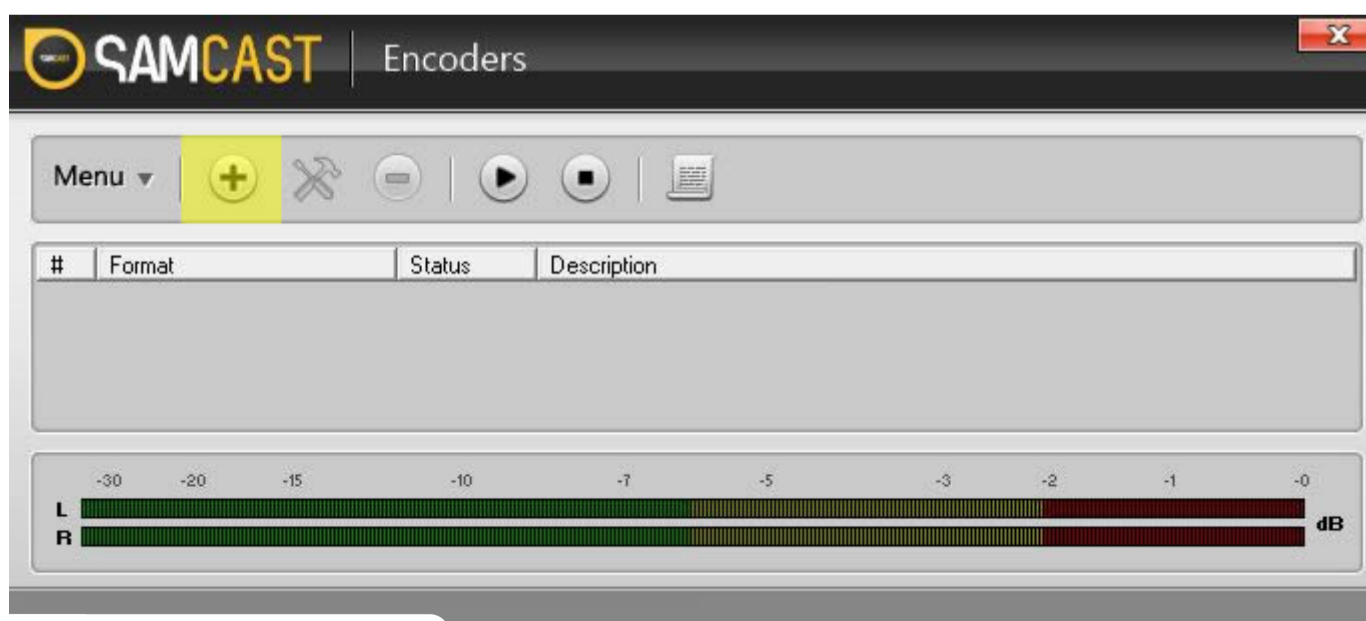 SAMCAST Encoders
Menu
# Format Status Description
-30 -20 -15 -10 -7 -5 -3 -2 -1 -0
L
dB
R